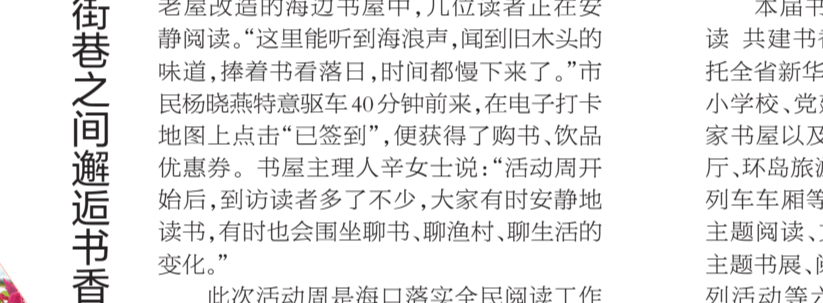 街巷之间邂逅书香
老屋改造的海边书屋中，几位读者正在安
静阅读。“这里能听到海浪声，闻到旧木头的
味道，捧着书看落日，时间都慢下来了。”市
民杨晓燕特意驱车40分钟前来，在电子打卡
地图上点击“已签到”，便获得了购书、饮品
优惠券。书屋主理人辛女士说：“活动周开
始后，到访读者多了不少，大家有时安静地
读书，有时也会围坐聊书、聊渔村、聊生活的
变化。”
此次活动周是海口落实全民阅读工作
本届书
读 共建书
托全省新华
小学校、党
家书屋以及
厅、环岛旅
列车车厢等
主题阅读、
主题书展、
列活动等